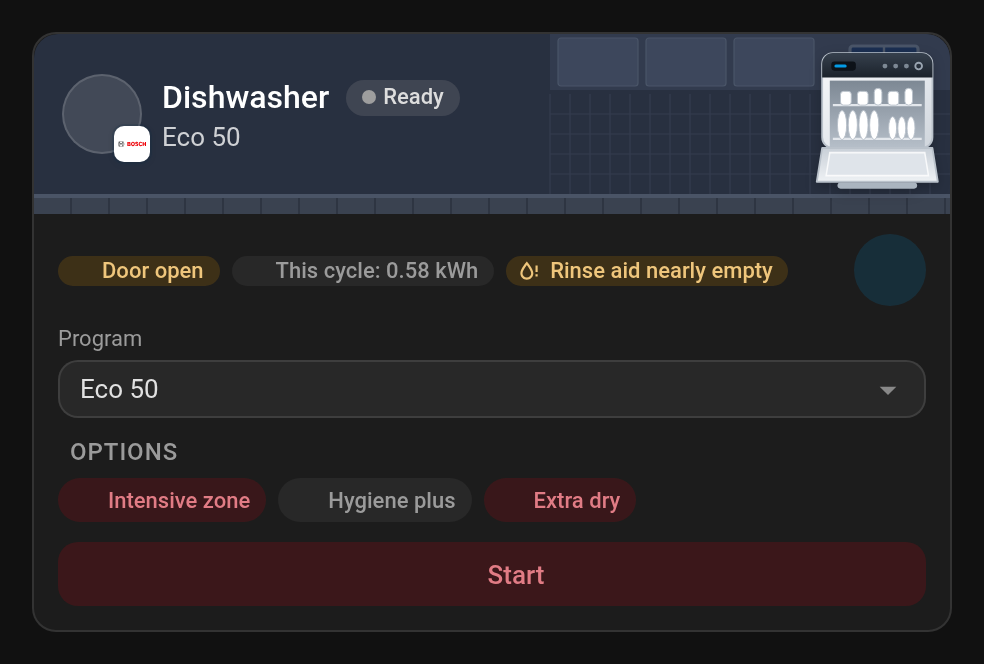 Dishwasher
Ready
BOSCH
Eco 50
Door open
This cycle: 0.58 kWh
Rinse aid nearly empty
Program
Eco 50
OPTIONS
Intensive zone
Hygiene plus
Extra dry
Start